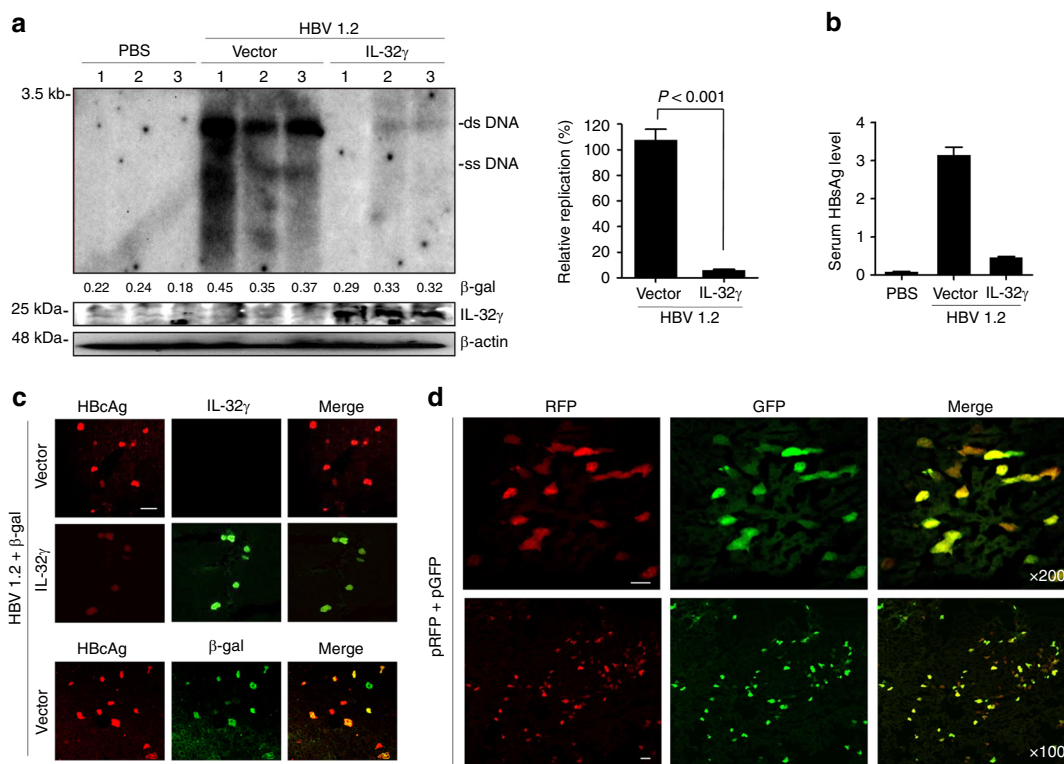 a
HBV 1.2
PBS Vector IL-32γ
1 2 3 1 2 3 1 2 3
3.5 kb-
-ds DNA
-ss DNA
0.22 0.24 0.18 0.45 0.35 0.37 0.29 0.33 0.32 β-gal
25 kDa- IL-32γ
48 kDa- β-actin
P < 0.001
Relative replication (%)
120
100
80
60
40
20
0
Vector IL-32γ
HBV 1.2
b
Serum HBsAg level
4
3
2
1
0
PBS Vector IL-32γ
HBV 1.2
c
HBcAg IL-32γ Merge
HBV 1.2 + β-gal
Vector
IL-32γ
HBcAg β-gal Merge
Vector
d
RFP GFP Merge
pRFP + pGFP
×200
×100